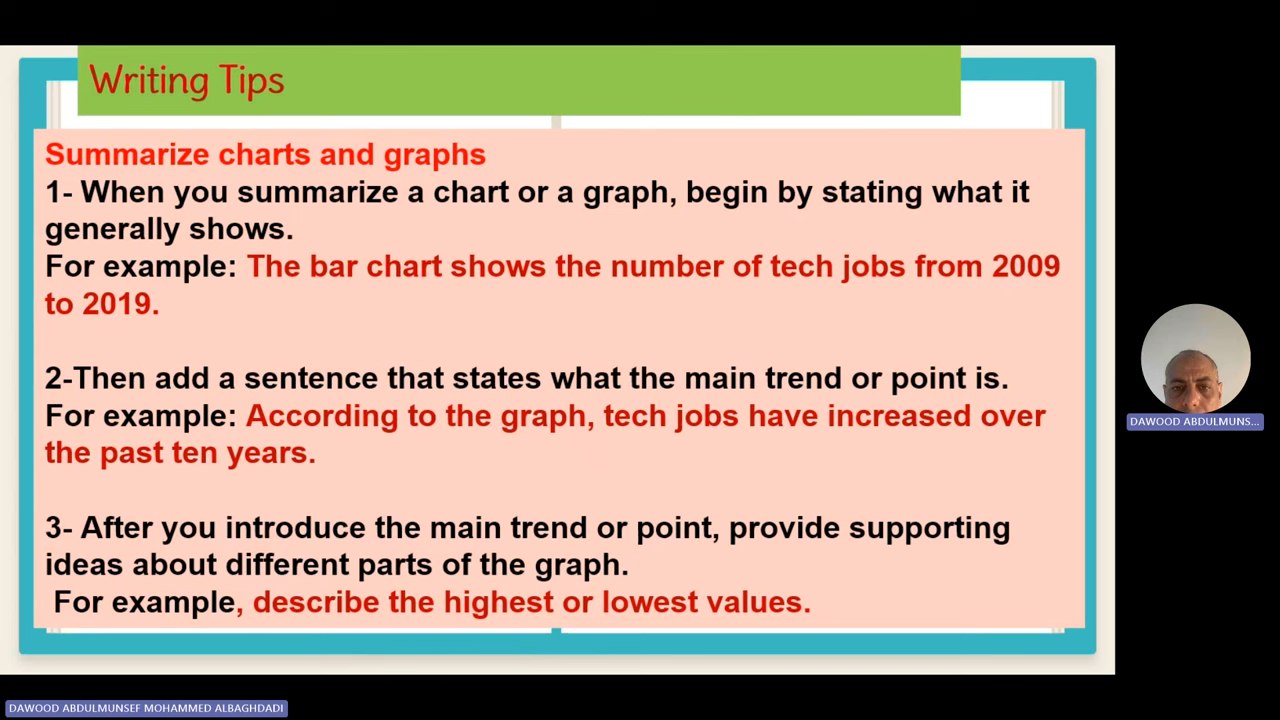 Writing Tips
Summarize charts and graphs
1- When you summarize a chart or a graph, begin by stating what it
generally shows.
For example: The bar chart shows the number of tech jobs from 2009
to 2019.
2-Then add a sentence that states what the main trend or point is.
For example: According to the graph, tech jobs have increased over
the past ten years.
3- After you introduce the main trend or point, provide supporting
ideas about different parts of the graph.
For example, describe the highest or lowest values.
DAWOOD ABDULMUNS...
DAWOOD ABDULMUNSEF MOHAMMED ALBAGHDADI